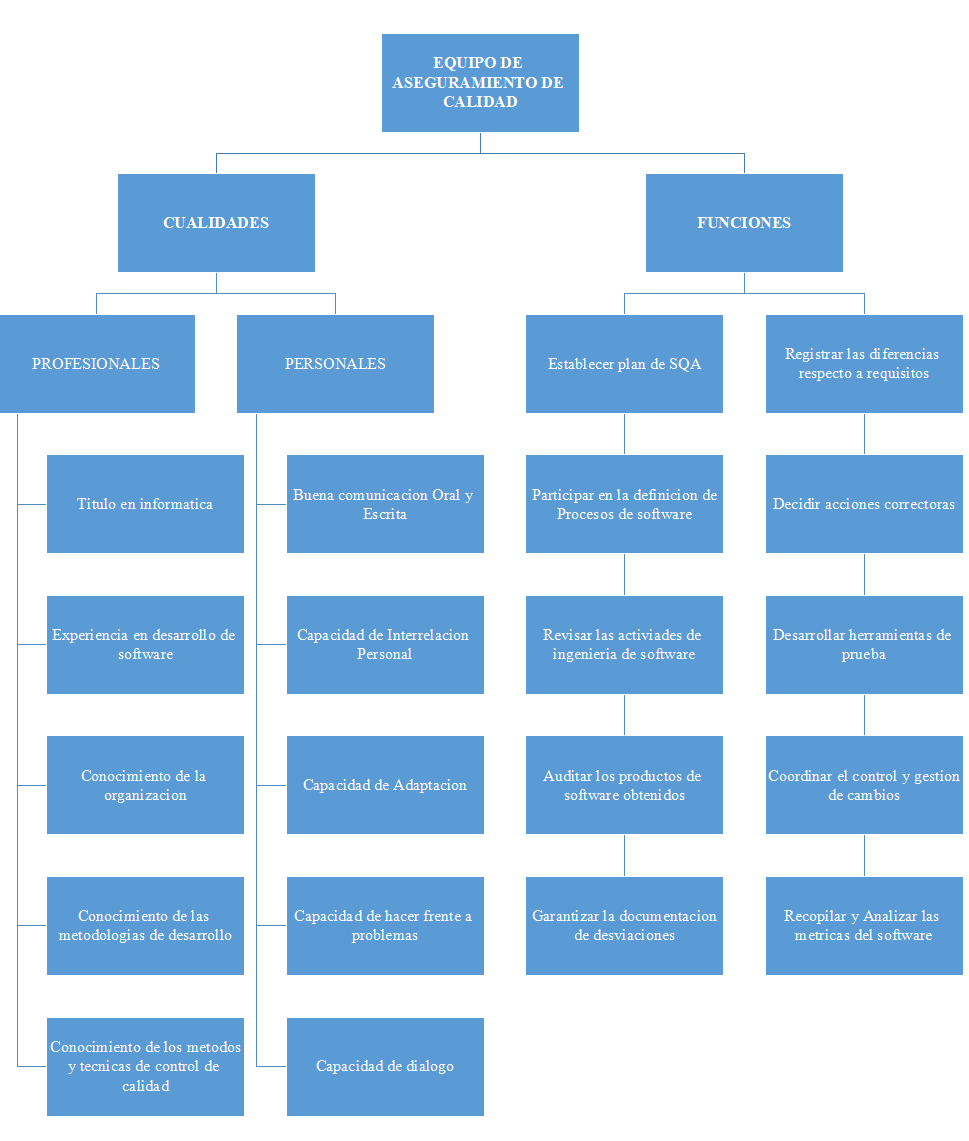 EQUIPO DE
ASEGURAMIENTO DE
CALIDAD
CUALIDADES
FUNCIONES
PROFESIONALES
PERSONALES
Establecer plan de SQA
Registrar las diferencias
respecto a requisitos
Titulo en informatica
Buena comunicacion Oral y
Escrita
Participar en la definicion de
Procesos de software
Decidir acciones correctoras
Experiencia en desarrollo de
software
Capacidad de Interrelacion
Personal
Revisar las activiades de
ingenieria de software
Desarrollar herramientas de
prueba
Conocimiento de la
organizacion
Capacidad de Adaptacion
Auditar los productos de
software obtenidos
Coordinar el control y gestion
de cambios
Conocimiento de las
metodologias de desarrollo
Capacidad de hacer frente a
problemas
Garantizar la documentacion
de desviaciones
Recopilar y Analizar las
metricas del software
Conocimiento de los metodos
y tecnicas de control de
calidad
Capacidad de dialogo